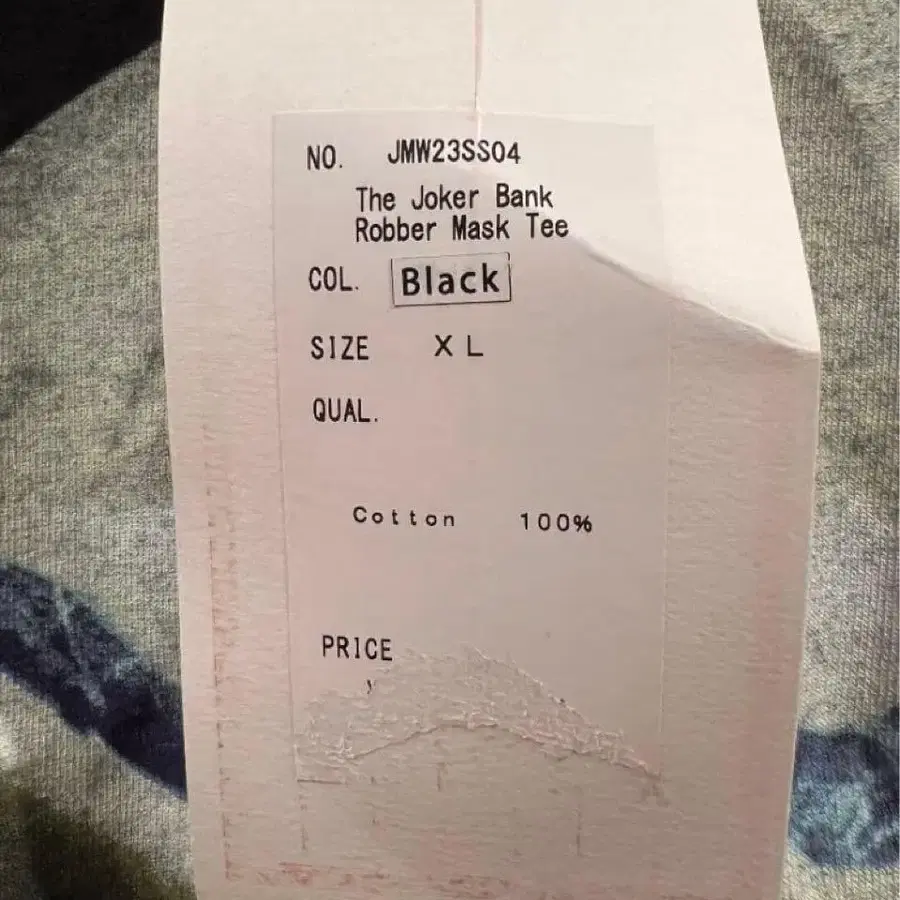 NO. JMW23SS04
The Joker Bank
Robber Mask Tee
COL. Black
SIZE XL
QUAL.
Cotton 100%
PRICE